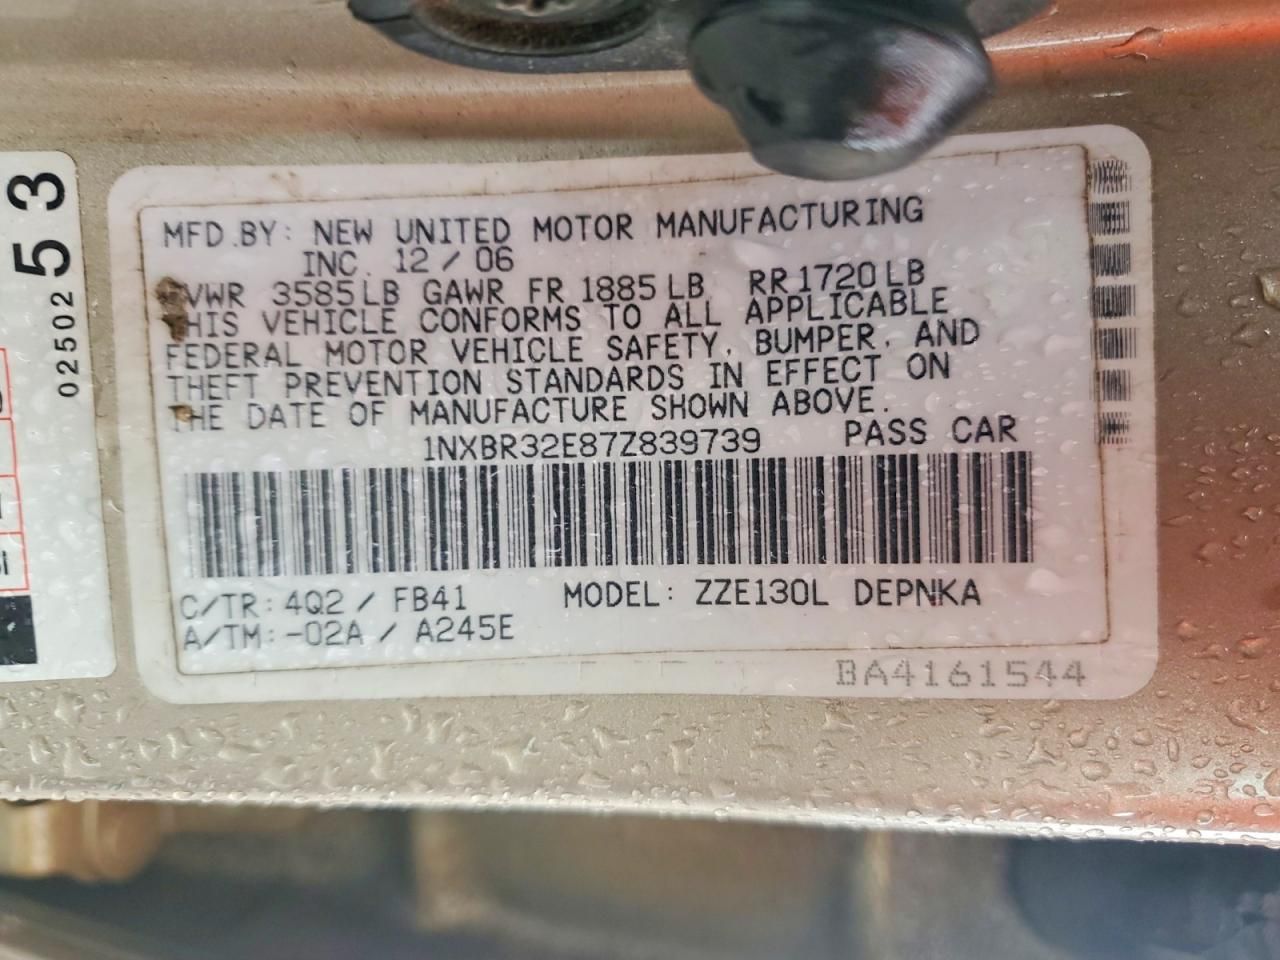 MFD.BY: NEW UNITED MOTOR MANUFACTURING
INC. 12/06
VWR 3585LB GAWR FR 1885LB RR1720LB
HIS VEHICLE CONFORMS TO ALL APPLICABLE
FEDERAL MOTOR VEHICLE SAFETY, BUMPER, AND
THEFT PREVENTION STANDARDS IN EFFECT ON
THE DATE OF MANUFACTURE SHOWN ABOVE.
1NXBR32E87Z839739 PASS CAR
C/TR: 4Q2 / FB41 MODEL: ZZE130L DEPNKA
A/TM: -02A / A245E
BA4161544
53
02502